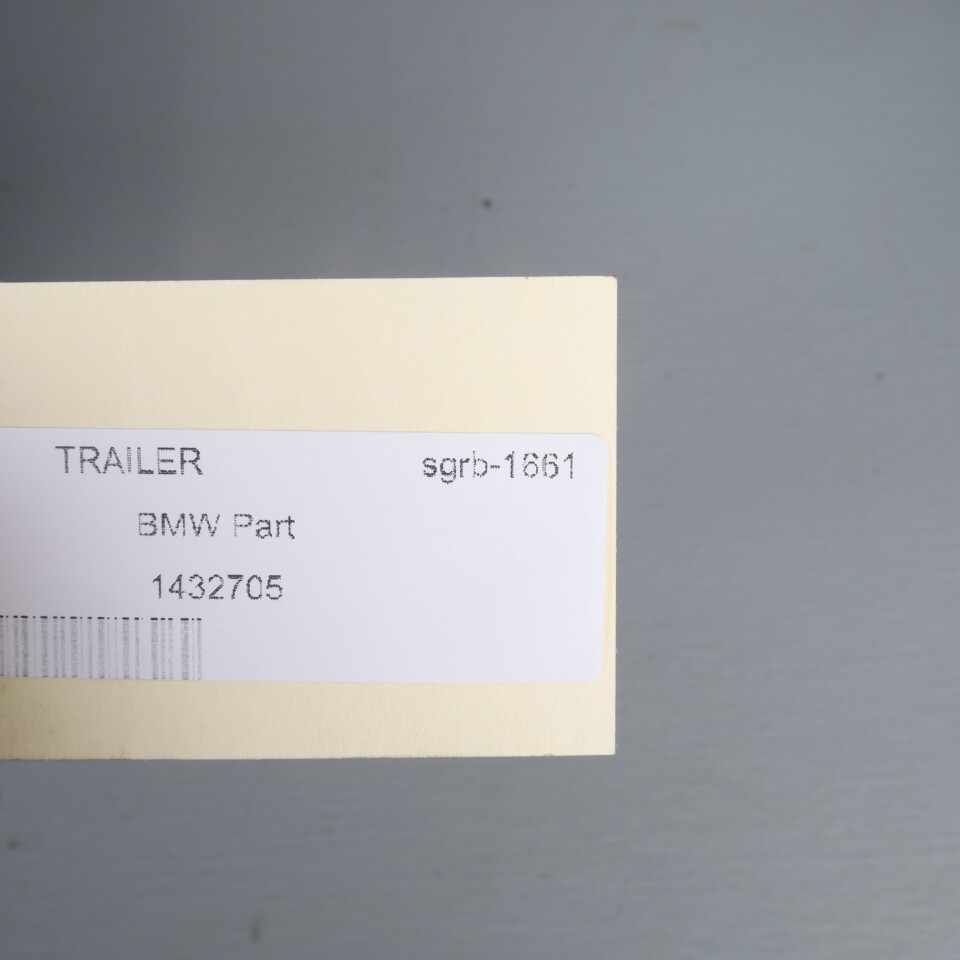 TRAILER sgrb-1661
BMW Part
1432705